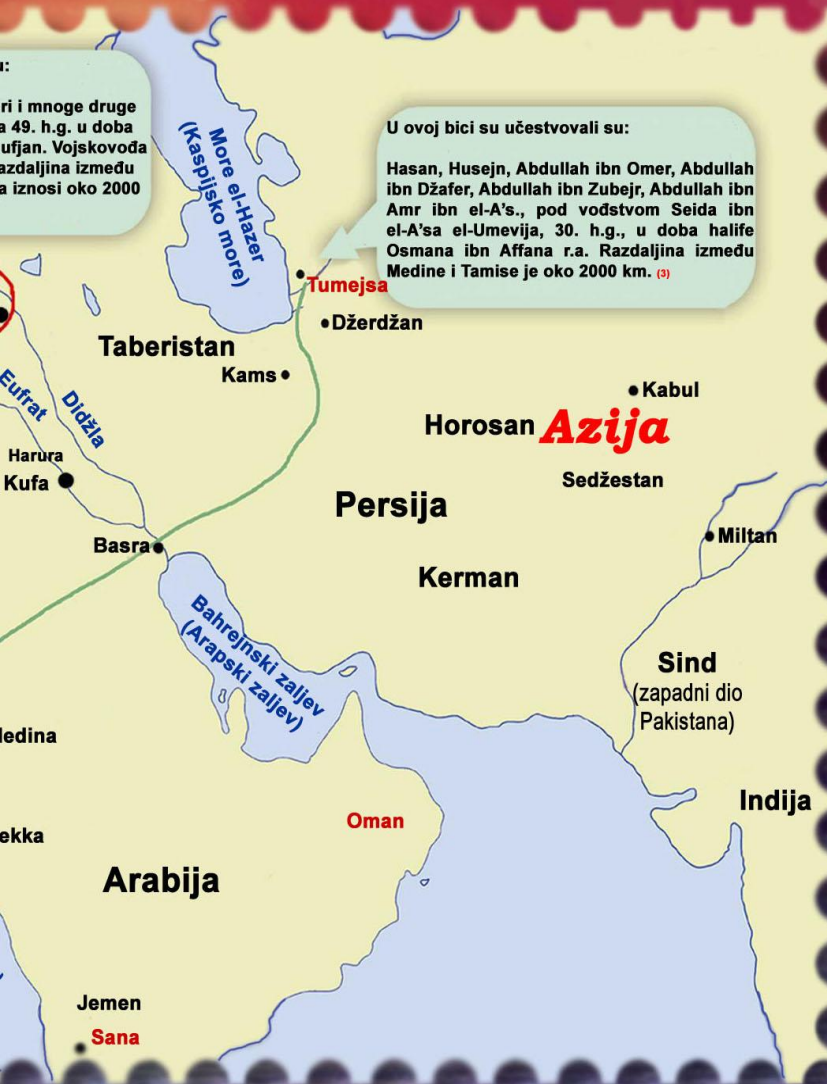 u:
ri i mnoge druge
a 49. h.g. u doba
ufjan. Vojskovođa
azdaljina između
a iznosi oko 2000
U ovoj bici su učestvovali su:
Hasan, Husejn, Abdullah ibn Omer, Abdullah
ibn Džafer, Abdullah ibn Zubejr, Abdullah ibn
Amr ibn el-A's., pod vođstvom Seida ibn
el-A'sa el-Umevija, 30. h.g., u doba halife
Osmana ibn Affana r.a. Razdaljina između
Medine i Tamise je oko 2000 km. (3)
More el-Hazer
(Kaspijsko more)
Tumejsa
Džerdžan
Taberistan
Kams
Kabul
Eufrat
Didžla
Horosan
Azija
Harura
Kufa
Sedžestan
Persija
Basra
Miltan
Kerman
Bahrejnski zaljev
(Arapski zaljev)
Sind
(zapadni dio
Pakistana)
ledina
Indija
Oman
ekka
Arabija
Jemen
Sana